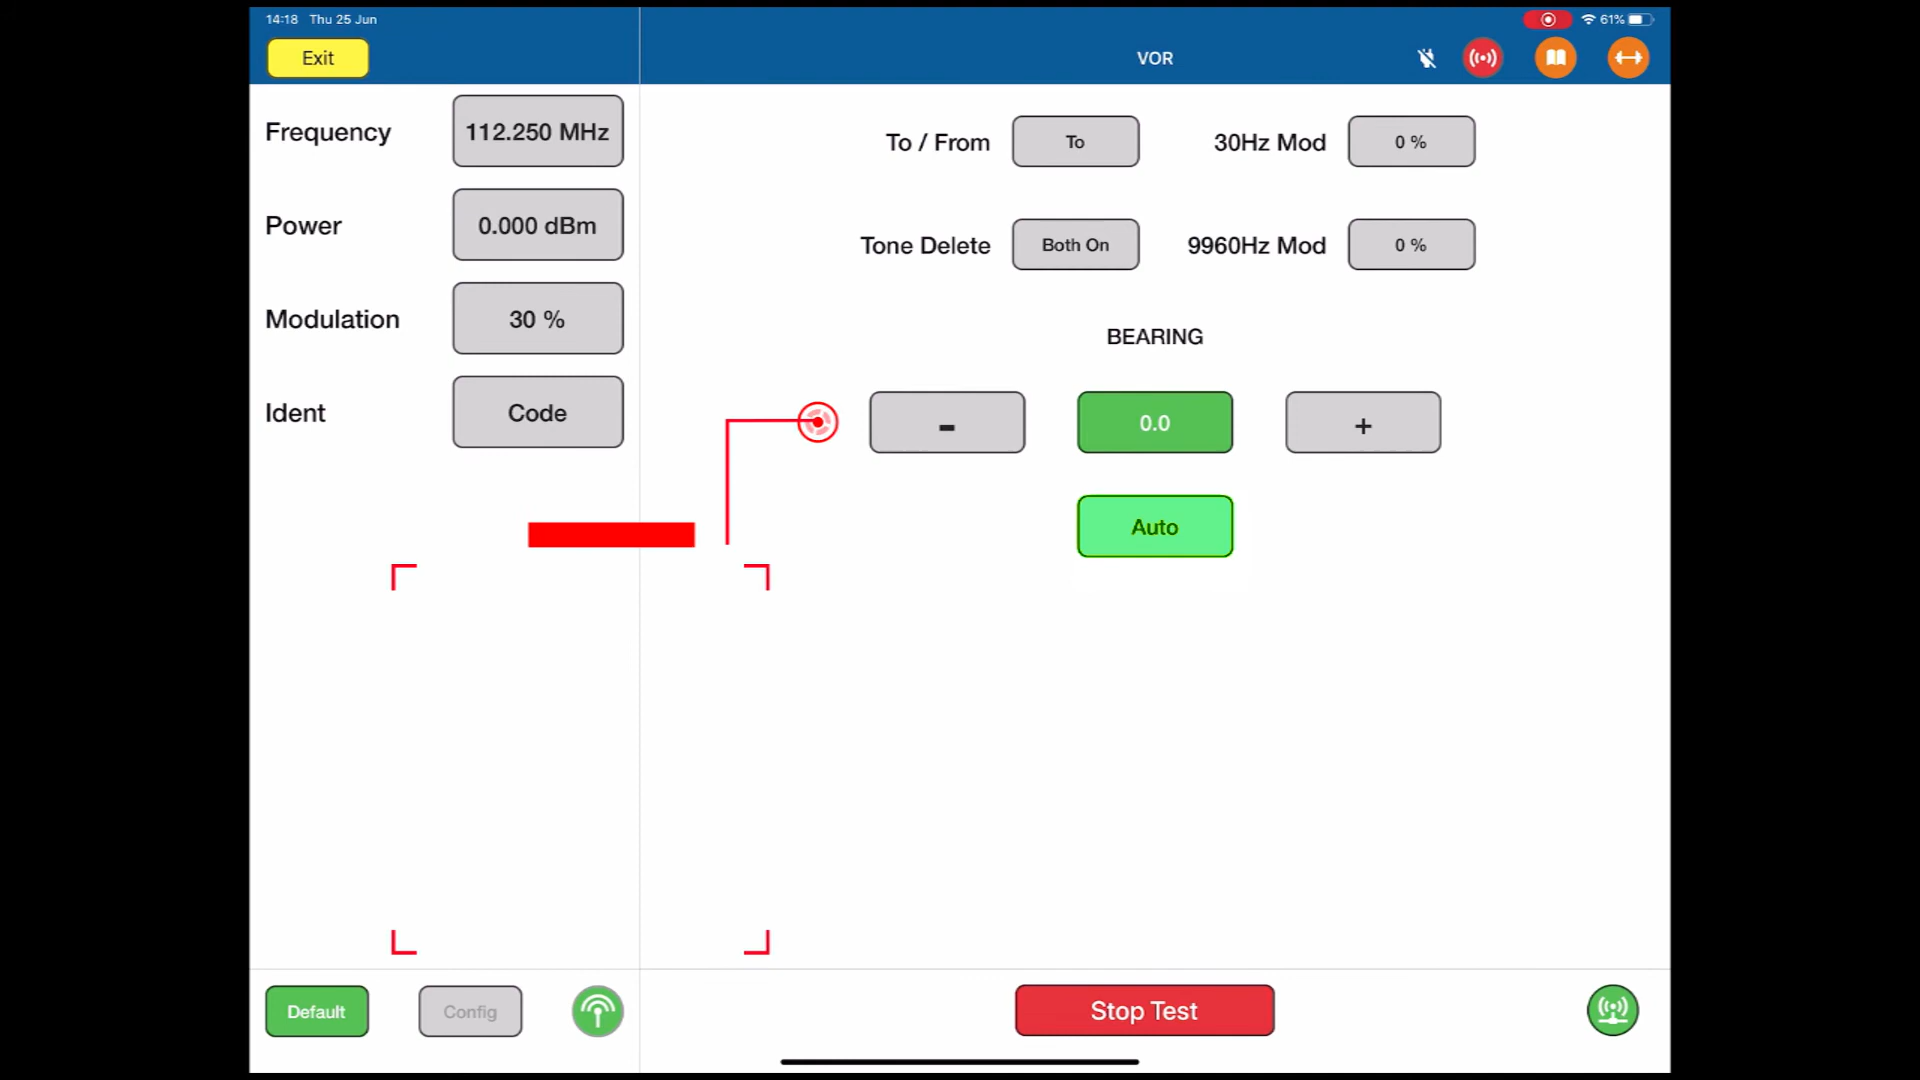 14:18 Thu 25 Jun
61%
Exit
VOR
Frequency 112.250 MHz
Power 0.000 dBm
Modulation 30 %
Ident Code
To / From To 30Hz Mod 0 %
Tone Delete Both On 9960Hz Mod 0 %
BEARING
- 0.0 +
Auto
Default Config Stop Test